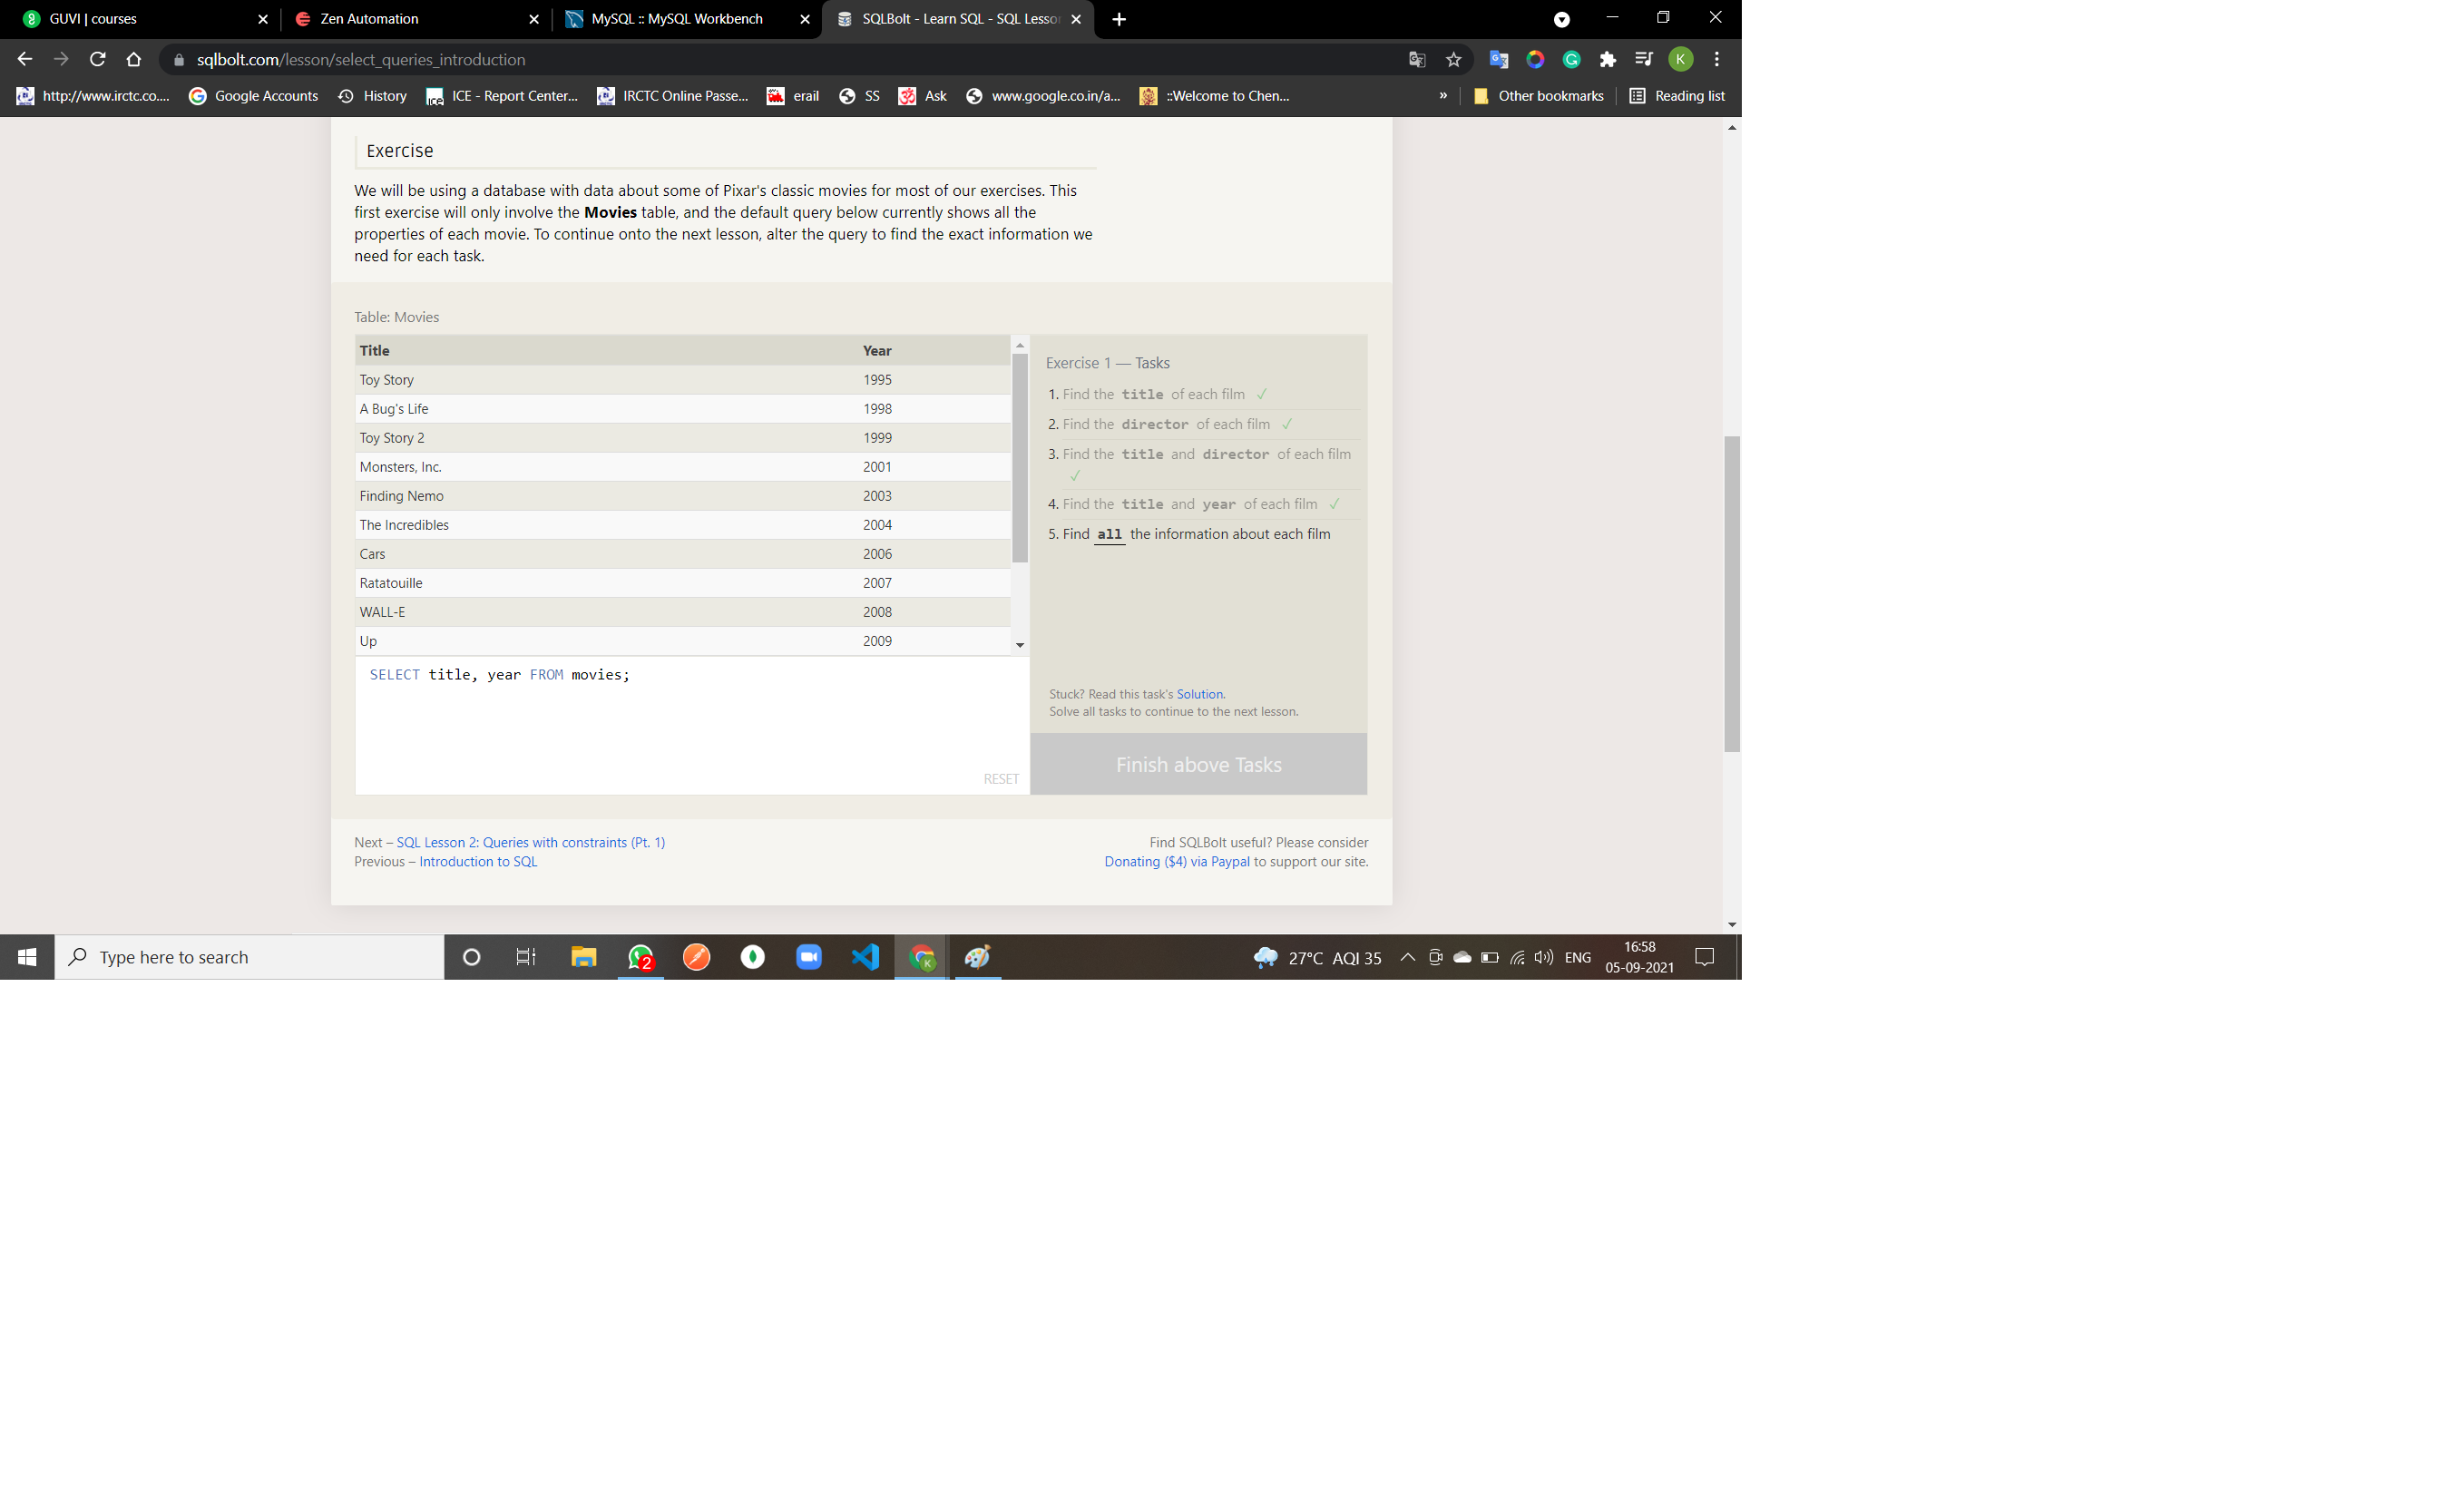 GUVI | courses
Zen Automation
MySQL :: MySQL Workbench
SQLBolt - Learn SQL - SQL Lesso
sqlbolt.com/lesson/select_queries_introduction
K
http://www.irctc.co....
Google Accounts
History
ICE - Report Center...
IRCTC Online Passe...
erail
SS
Ask
www.google.co.in/a...
::Welcome to Chen...
»
Other bookmarks
Reading list
Exercise
We will be using a database with data about some of Pixar's classic movies for most of our exercises. This
first exercise will only involve the Movies table, and the default query below currently shows all the
properties of each movie. To continue onto the next lesson, alter the query to find the exact information we
need for each task.
Table: Movies
Title Year
Toy Story 1995
A Bug's Life 1998
Toy Story 2 1999
Monsters, Inc. 2001
Finding Nemo 2003
The Incredibles 2004
Cars 2006
Ratatouille 2007
WALL-E 2008
Up 2009
SELECT title, year FROM movies;
RESET
Exercise 1 — Tasks
1. Find the title of each film ✓
2. Find the director of each film ✓
3. Find the title and director of each film
✓
4. Find the title and year of each film ✓
5. Find all the information about each film
Stuck? Read this task's Solution.
Solve all tasks to continue to the next lesson.
Finish above Tasks
Next – SQL Lesson 2: Queries with constraints (Pt. 1)
Previous – Introduction to SQL
Find SQLBolt useful? Please consider
Donating ($4) via Paypal to support our site.
Type here to search
2
K
27°C AQI 35
ENG
16:58
05-09-2021